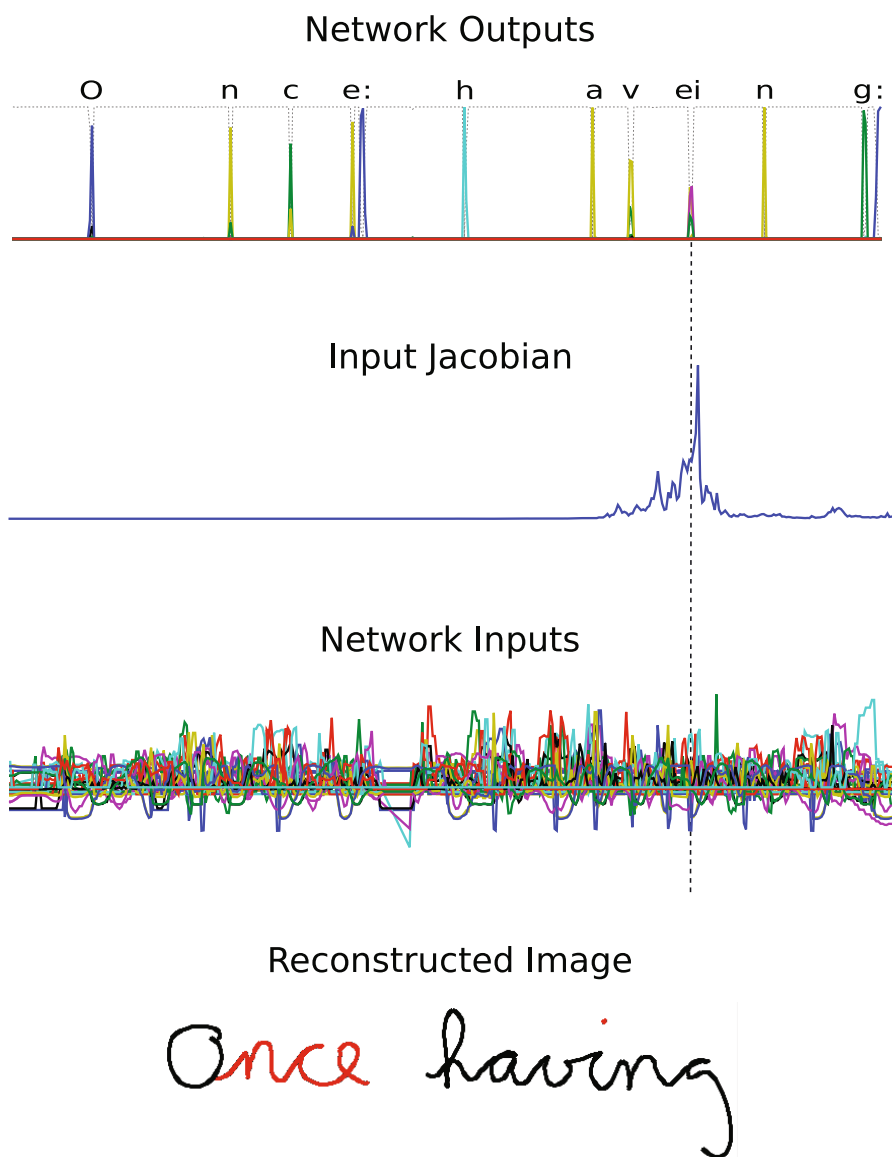 Network Outputs
O n c e: h a v ei n g:
Input Jacobian
Network Inputs
Reconstructed Image
Once having